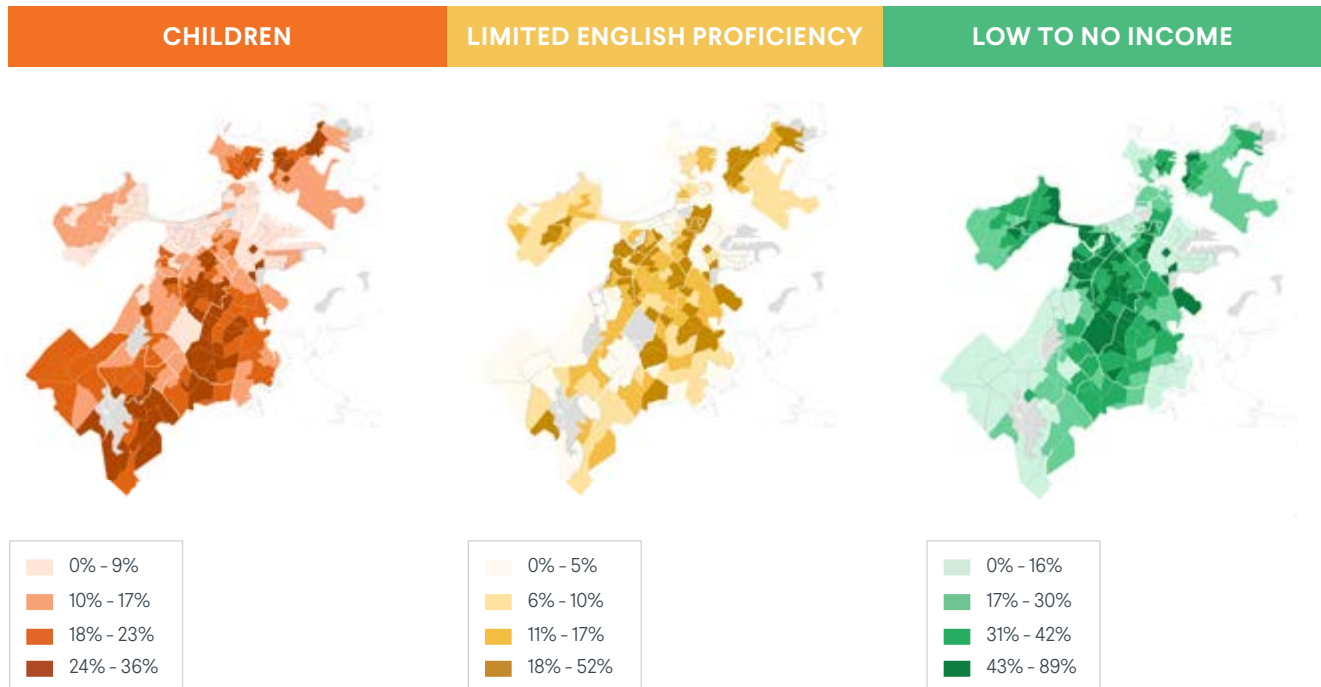 CHILDREN
LIMITED ENGLISH PROFICIENCY
LOW TO NO INCOME
0% - 9%
10% - 17%
18% - 23%
24% - 36%
0% - 5%
6% - 10%
11% - 17%
18% - 52%
0% - 16%
17% - 30%
31% - 42%
43% - 89%